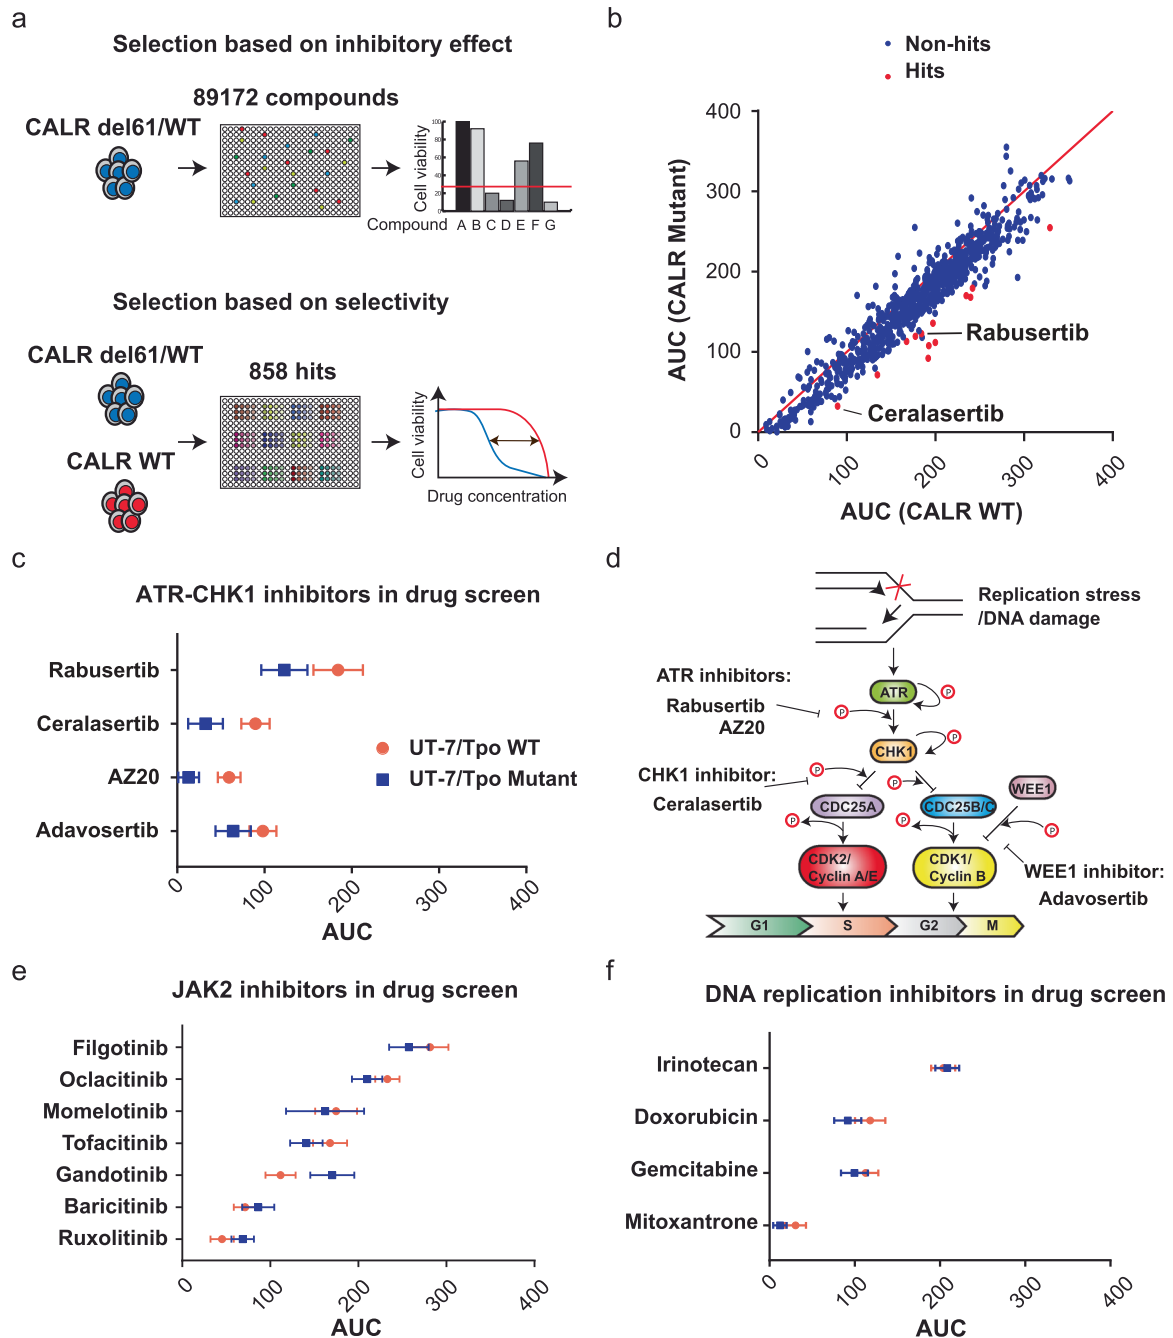 a
Selection based on inhibitory effect
89172 compounds
CALR del61/WT
Cell viability
100
80
60
40
20
0
Compound A B C D E F G
Selection based on selectivity
CALR del61/WT
858 hits
CALR WT
Cell viability
Drug concentration
b
Non-hits
Hits
AUC (CALR Mutant)
400
300
200
100
0
Rabusertib
Ceralasertib
0 100 200 300 400
AUC (CALR WT)
c
ATR-CHK1 inhibitors in drug screen
Rabusertib
Ceralasertib
AZ20
Adavosertib
UT-7/Tpo WT
UT-7/Tpo Mutant
0 100 200 300 400
AUC
d
Replication stress
/DNA damage
ATR inhibitors:
Rabusertib
AZ20
ATR
P
P
CHK1
P
CHK1 inhibitor:
Ceralasertib
P
P
CDC25A
CDC25B/C
WEE1
P
P
P
CDK2/
Cyclin A/E
CDK1/
Cyclin B
WEE1 inhibitor:
Adavosertib
G1 S G2 M
e
JAK2 inhibitors in drug screen
Filgotinib
Oclacitinib
Momelotinib
Tofacitinib
Gandotinib
Baricitinib
Ruxolitinib
0 100 200 300 400
AUC
f
DNA replication inhibitors in drug screen
Irinotecan
Doxorubicin
Gemcitabine
Mitoxantrone
0 100 200 300 400
AUC